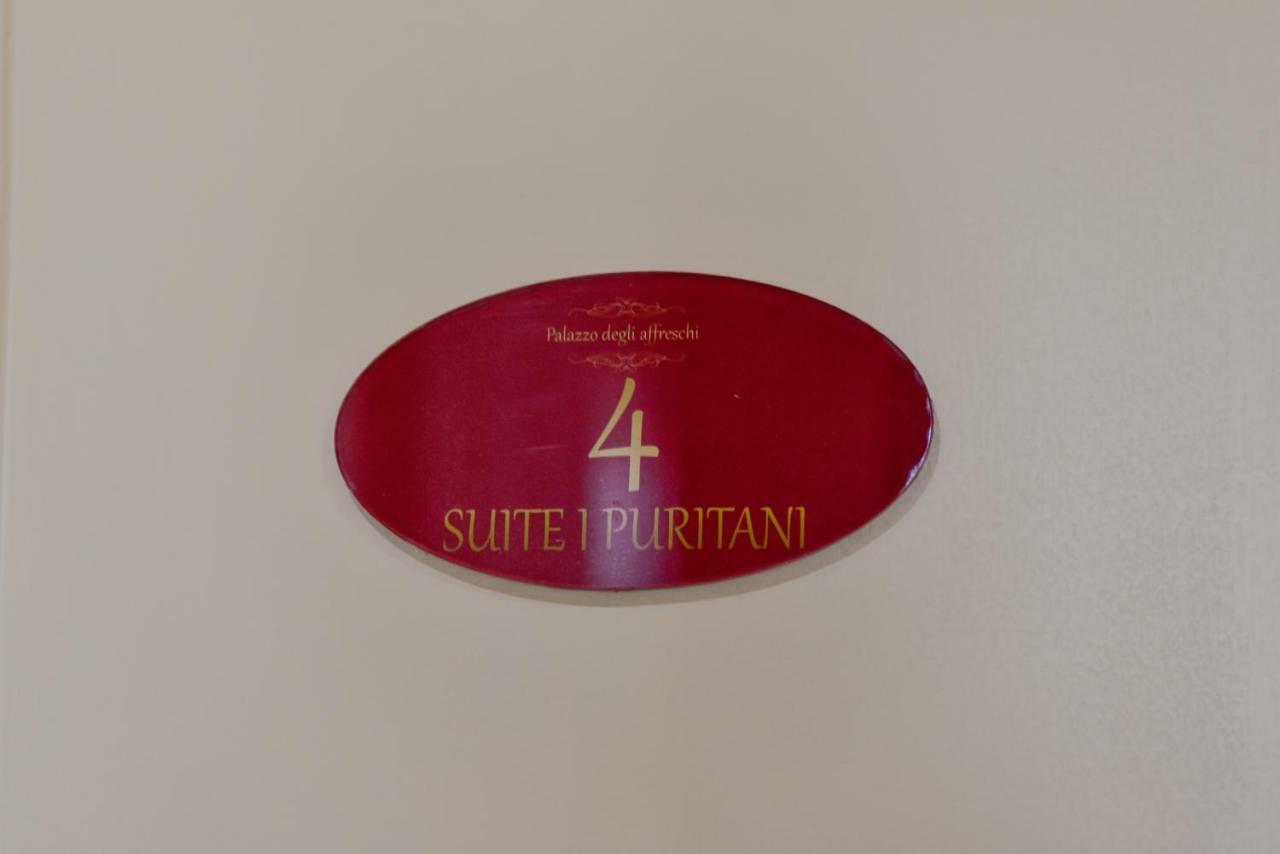 Palazzo degli affreschi
4
SUITE I PURITANI